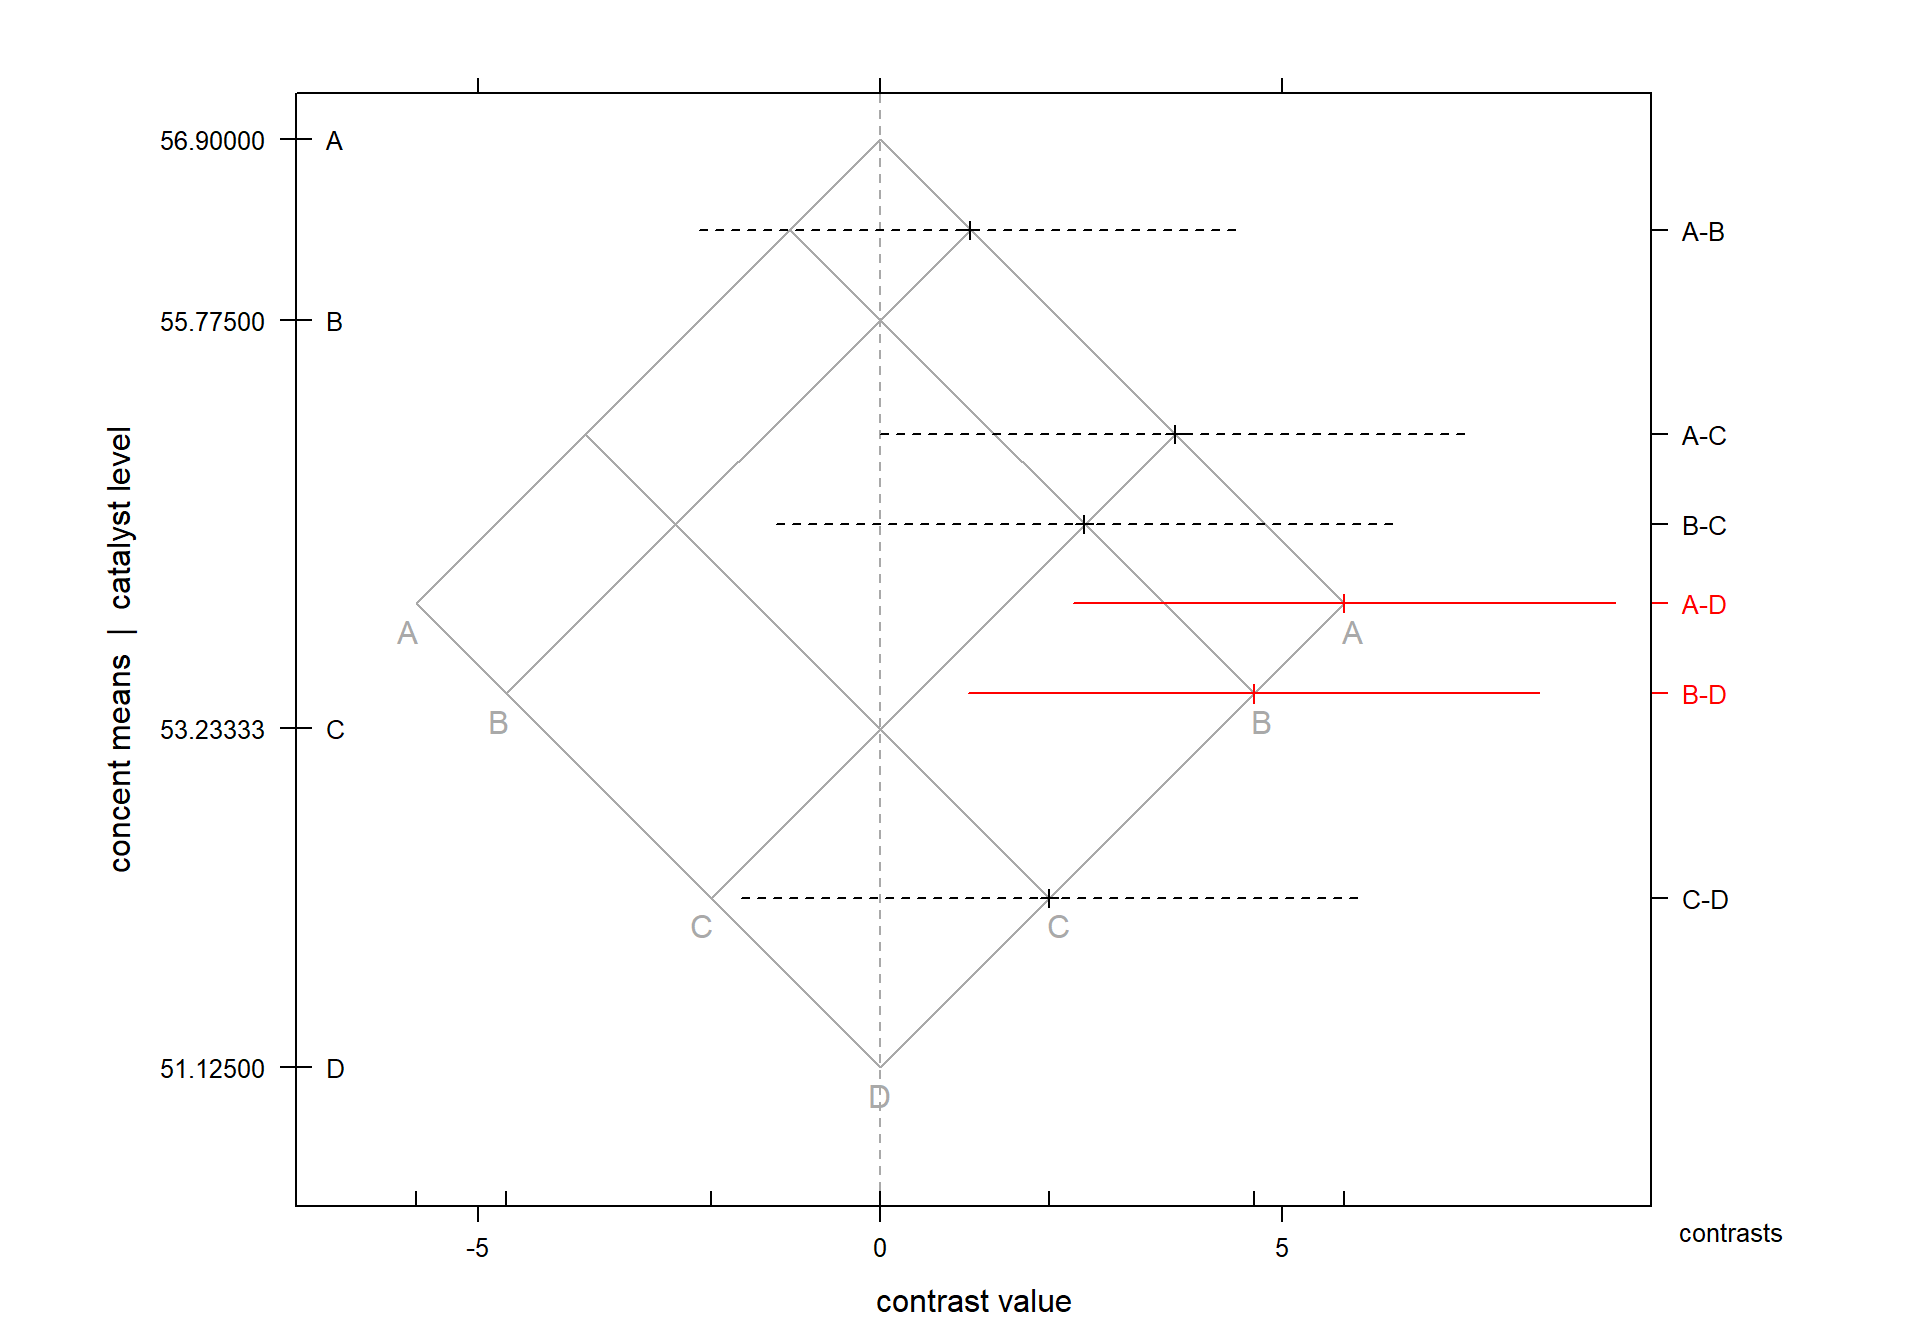 56.90000 A
A-B
55.77500 B
A-C
B-C
A-D
A A
B-D
B B
53.23333 C
C-D
C C
51.12500 D
D
concent means | catalyst level
-5 0 5
contrasts
contrast value